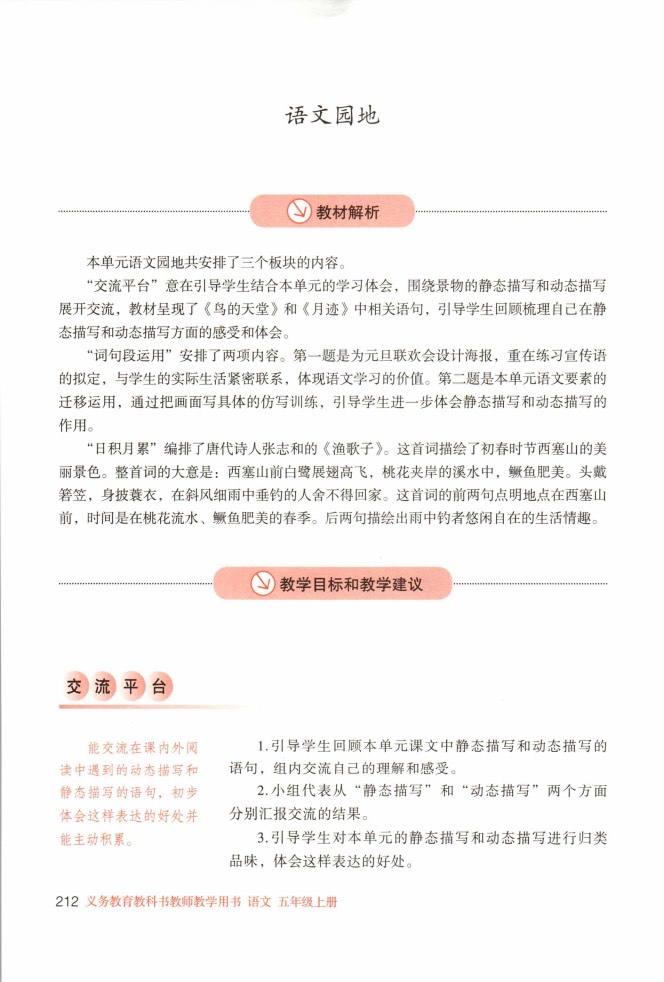 语文园地
教材解析
本单元语文园地共安排了三个板块的内容。
“交流平台”意在引导学生结合本单元的学习体会，围绕景物的静态描写和动态描写
展开交流，教材呈现了《鸟的天堂》和《月迹》中相关语句，引导学生回顾梳理自己在静
态描写和动态描写方面的感受和体会。
“词句段运用”安排了两项内容。第一题是为元旦联欢会设计海报，重在练习宣传语
的拟定，与学生的实际生活紧密联系，体现语文学习的价值。第二题是本单元语文要素的
迁移运用，通过把画面写具体的仿写训练，引导学生进一步体会静态描写和动态描写的
作用。
“日积月累”编排了唐代诗人张志和的《渔歌子》。这首词描绘了初春时节西塞山的美
丽景色。整首词的大意是：西塞山前白鹭展翅高飞，桃花夹岸的溪水中，鳜鱼肥美。头戴
箬笠，身披蓑衣，在斜风细雨中垂钓的人舍不得回家。这首词的前两句点明地点在西塞山
前，时间是在桃花流水、鳜鱼肥美的春季。后两句描绘出雨中钓者悠闲自在的生活情趣。
教学目标和教学建议
交流平台
能交流在课内外阅
读中遇到的动态描写和
静态描写的语句，初步
体会这样表达的好处并
能主动积累。
1.引导学生回顾本单元课文中静态描写和动态描写的
语句，组内交流自己的理解和感受。
2.小组代表从“静态描写”和“动态描写”两个方面
分别汇报交流的结果。
3.引导学生对本单元的静态描写和动态描写进行归类
品味，体会这样表达的好处。
212 义务教育教科书教师教学用书 语文 五年级上册